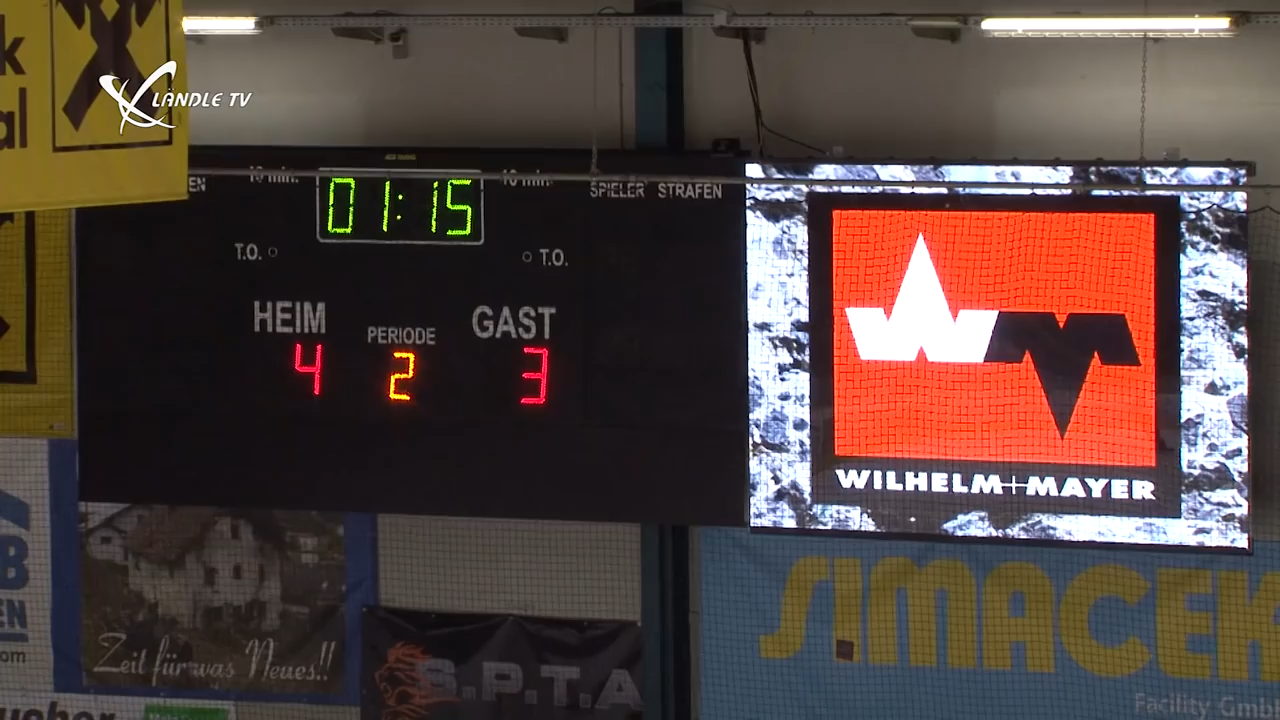 LÄNDLE TV
01:15
SPIELER STRAFEN
T.O.
T.O.
HEIM
PERIODE
GAST
4
2
3
WILHELM+MAYER
Zeit für was Neues!!
S.P.T.A
SIMACEK
Facility